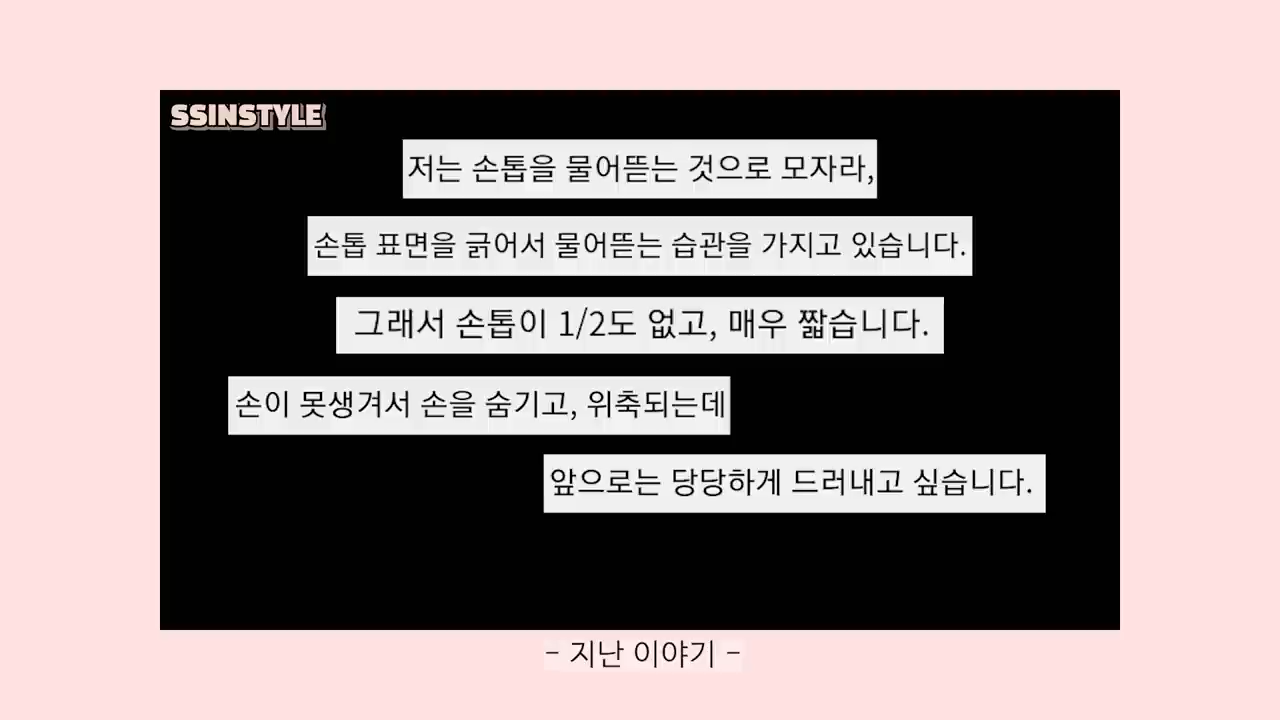 SSINSTYLE
저는 손톱을 물어뜯는 것으로 모자라,
손톱 표면을 긁어서 물어뜯는 습관을 가지고 있습니다.
그래서 손톱이 1/2도 없고, 매우 짧습니다.
손이 못생겨서 손을 숨기고, 위축되는데
앞으로는 당당하게 드러내고 싶습니다.
- 지난 이야기 -